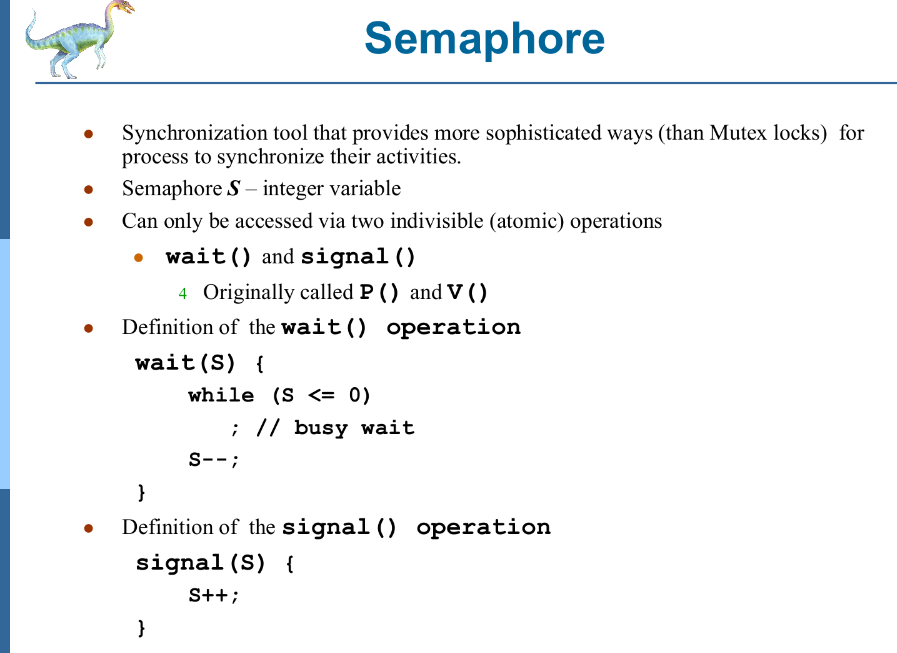 Semaphore
● Synchronization tool that provides more sophisticated ways (than Mutex locks)  for
process to synchronize their activities.
● Semaphore S – integer variable
● Can only be accessed via two indivisible (atomic) operations
● wait() and signal()
4 Originally called P() and V()
● Definition of  the wait() operation
wait(S) {
while (S <= 0)
; // busy wait
S--;
}
● Definition of  the signal() operation
signal(S) {
S++;
}